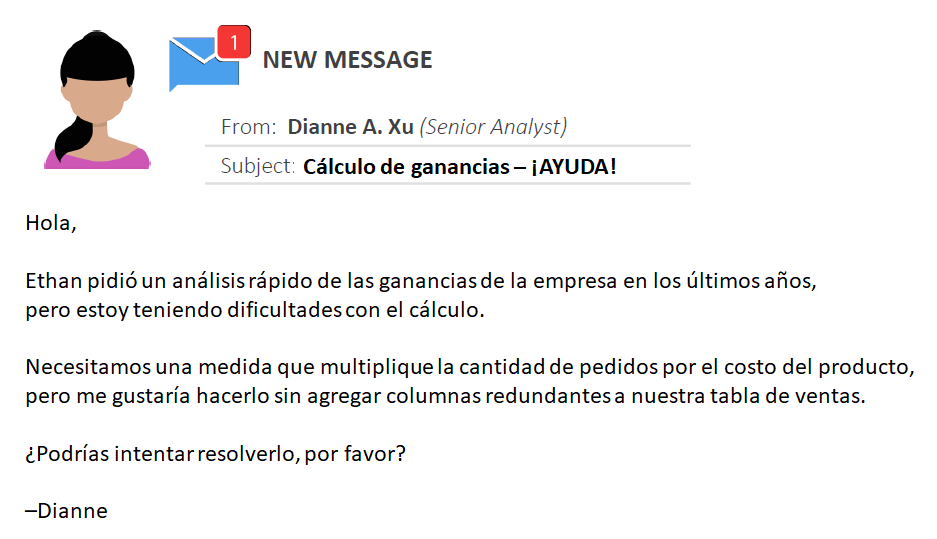 1
NEW MESSAGE
From: Dianne A. Xu (Senior Analyst)
Subject: Cálculo de ganancias – ¡AYUDA!
Hola,
Ethan pidió un análisis rápido de las ganancias de la empresa en los últimos años,
pero estoy teniendo dificultades con el cálculo.
Necesitamos una medida que multiplique la cantidad de pedidos por el costo del producto,
pero me gustaría hacerlo sin agregar columnas redundantes a nuestra tabla de ventas.
¿Podrías intentar resolverlo, por favor?
–Dianne